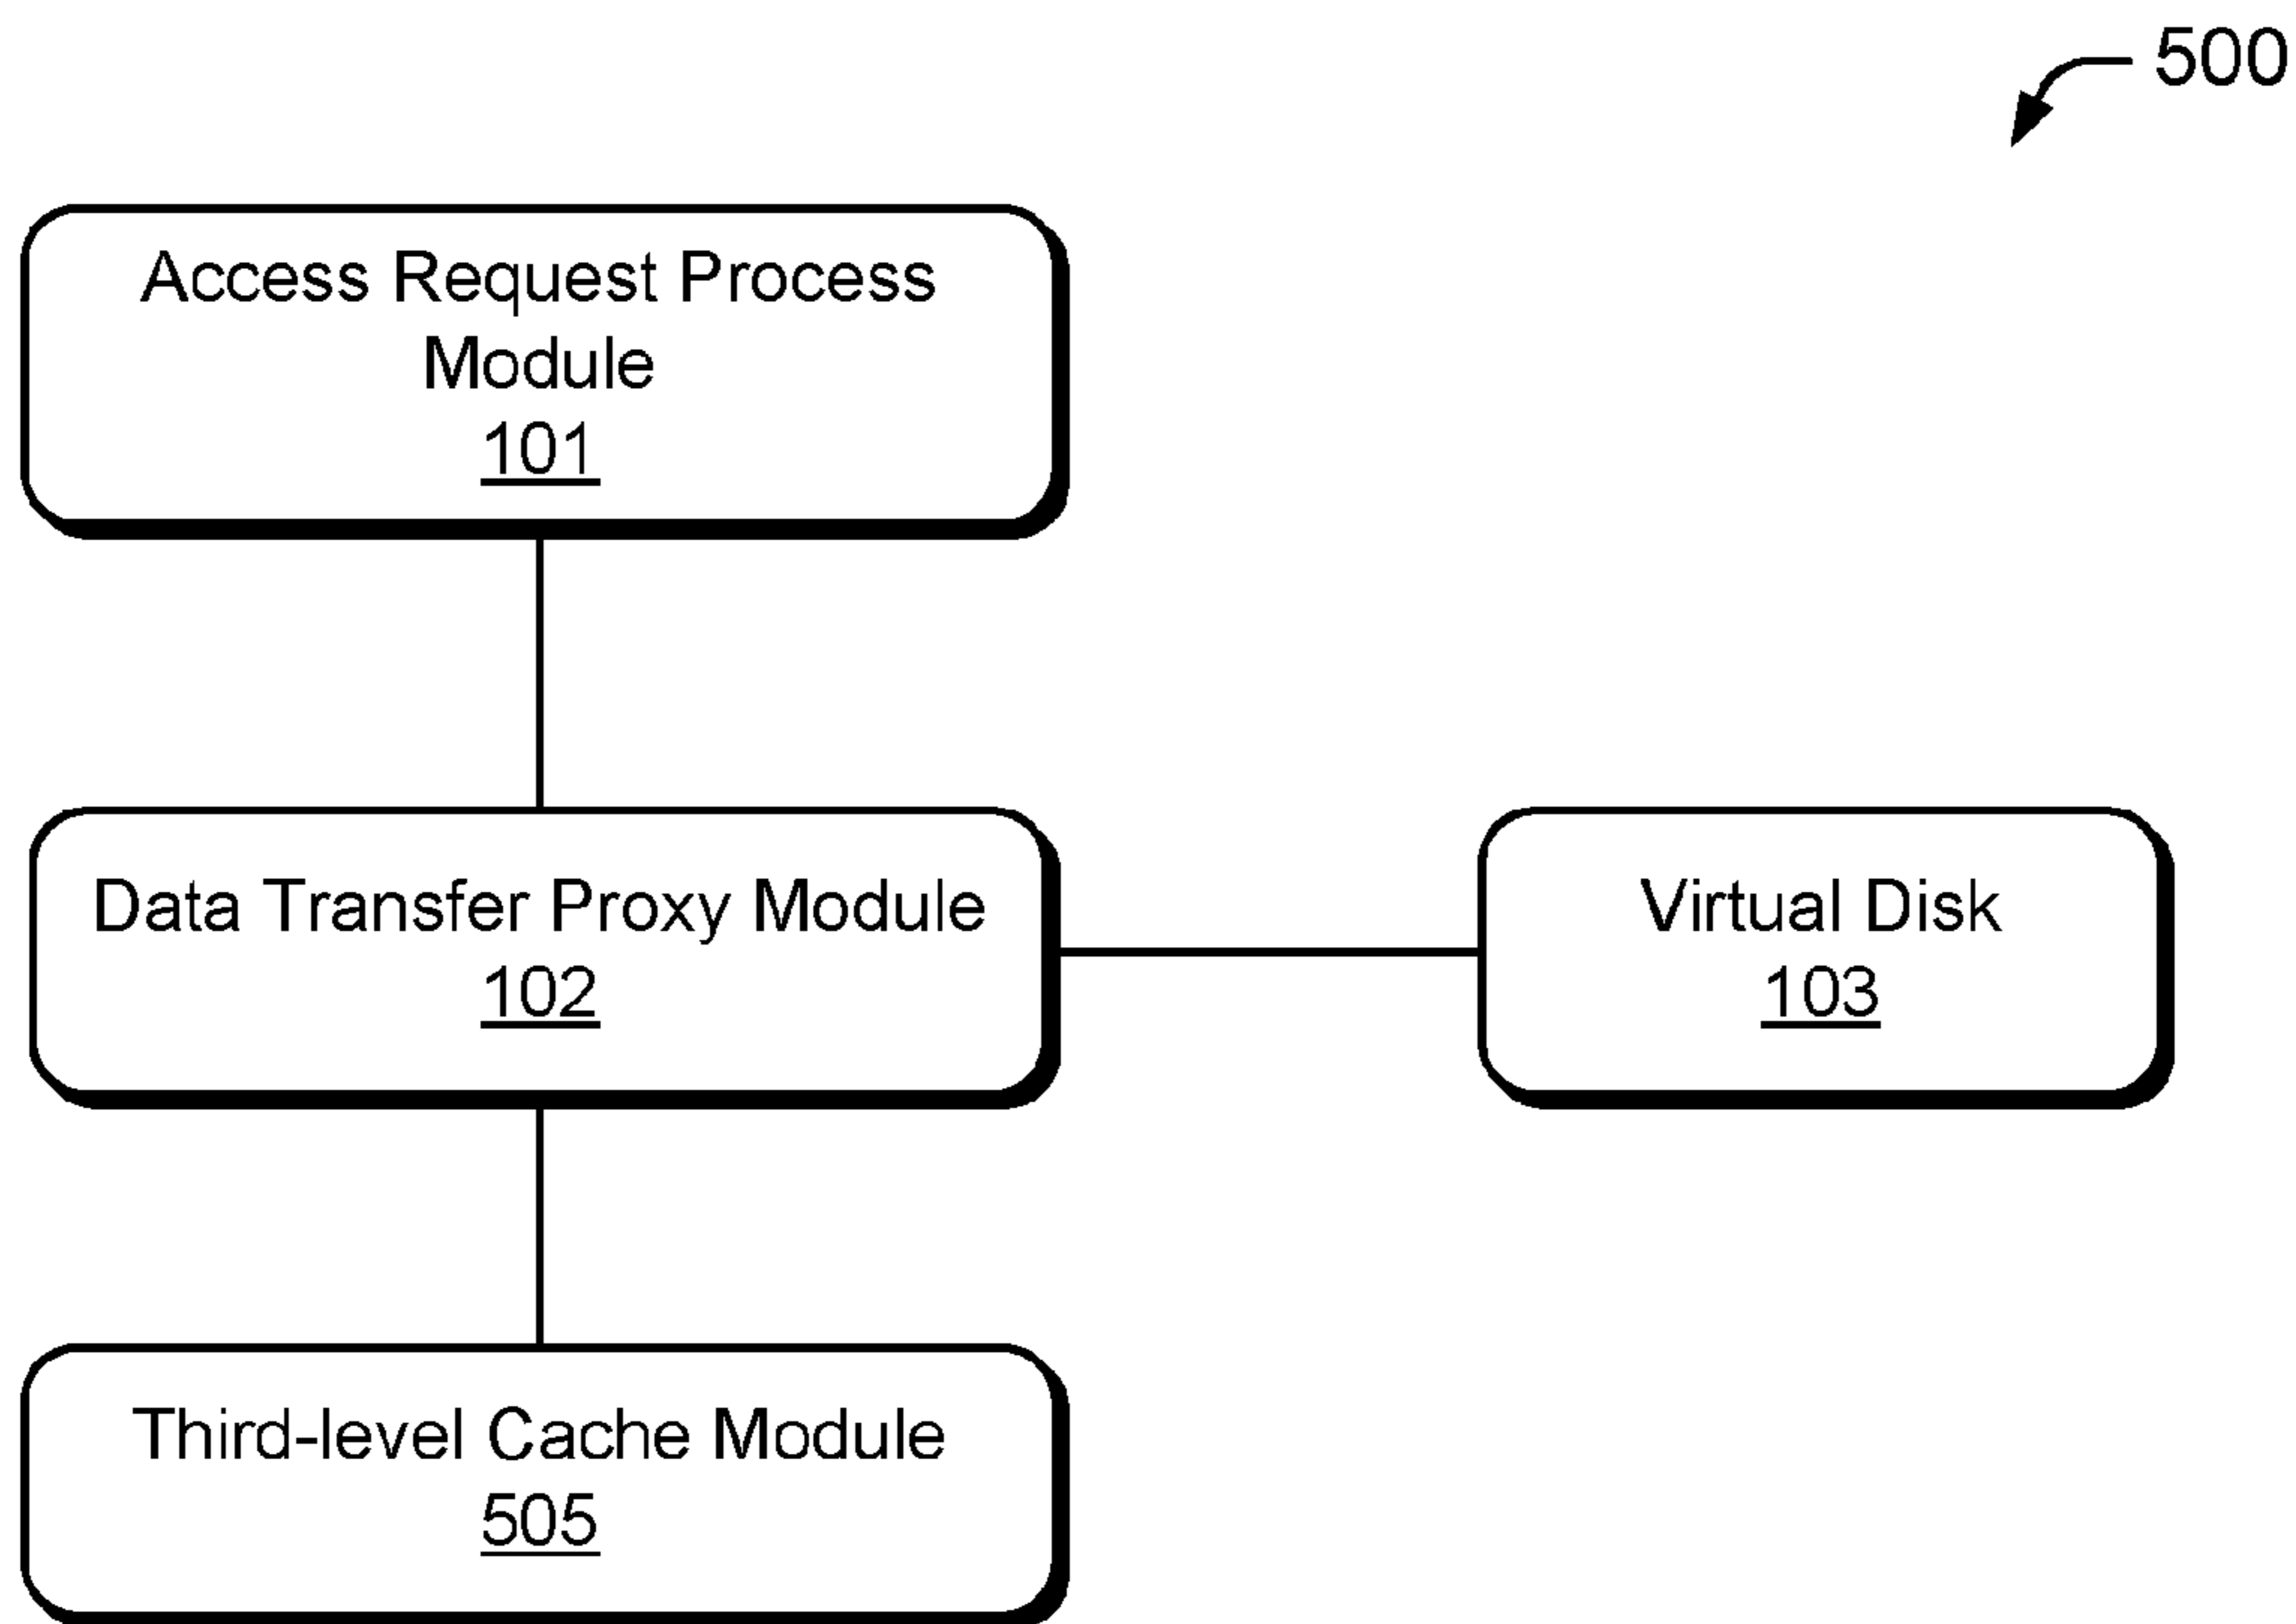 500
Access Request Process
Module
101
Data Transfer Proxy Module
102
Virtual Disk
103
Third-level Cache Module
505